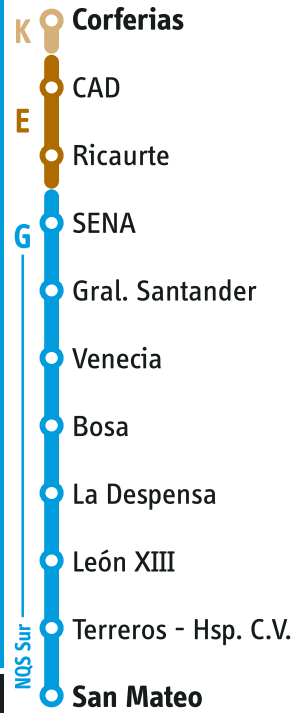 K
Corferias
CAD
E
Ricaurte
SENA
G
Gral. Santander
Venecia
Bosa
La Despensa
León XIII
Terreros - Hsp. C.V.
NQS Sur
San Mateo